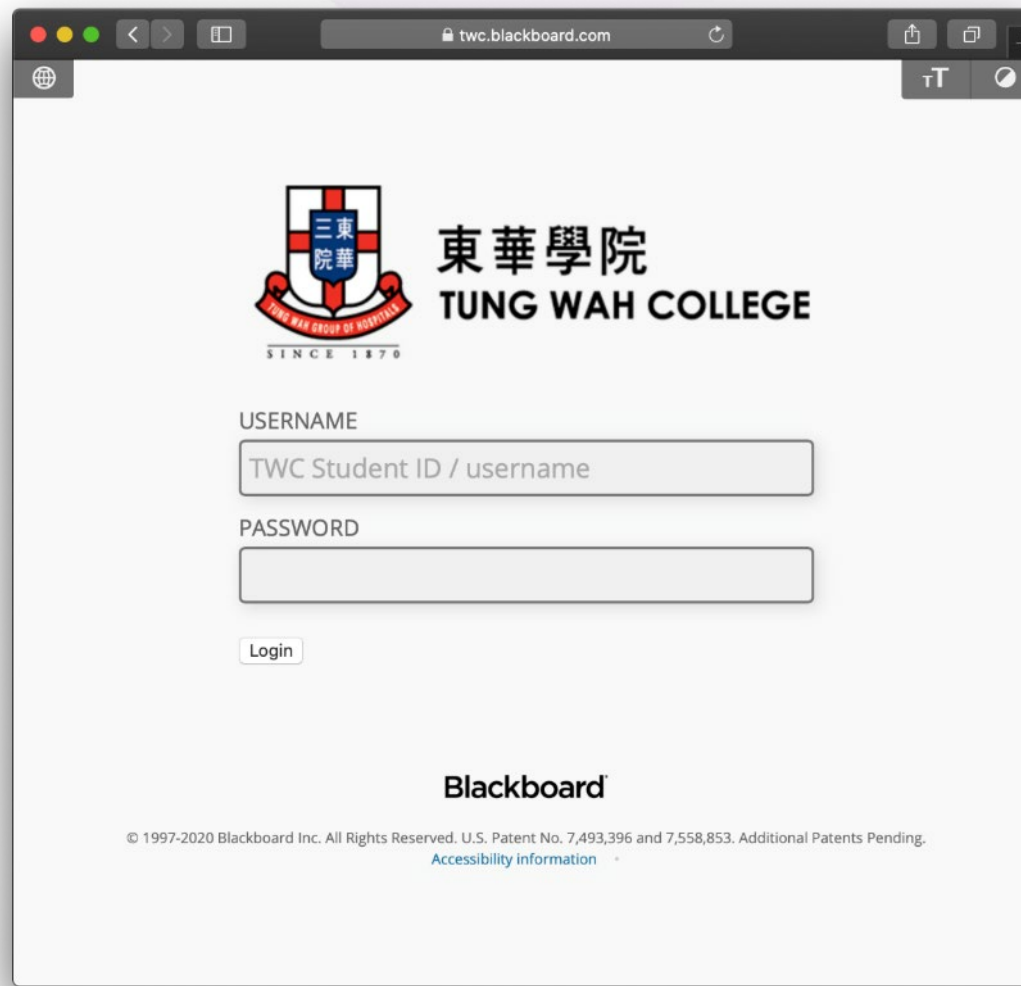 twc.blackboard.com
TT
三東
院華
TUNG WAH GROUP OF HOSPITALS
SINCE 1870
東華學院
TUNG WAH COLLEGE
USERNAME
TWC Student ID / username
PASSWORD
Login
Blackboard
© 1997-2020 Blackboard Inc. All Rights Reserved. U.S. Patent No. 7,493,396 and 7,558,853. Additional Patents Pending.
Accessibility information